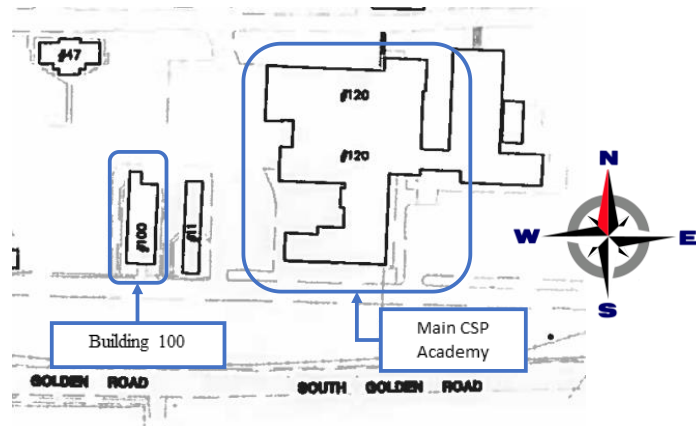 #47
#120
#120
#100
#11
N
W
E
S
Building 100
Main CSP
Academy
GOLDEN ROAD
SOUTH GOLDEN ROAD